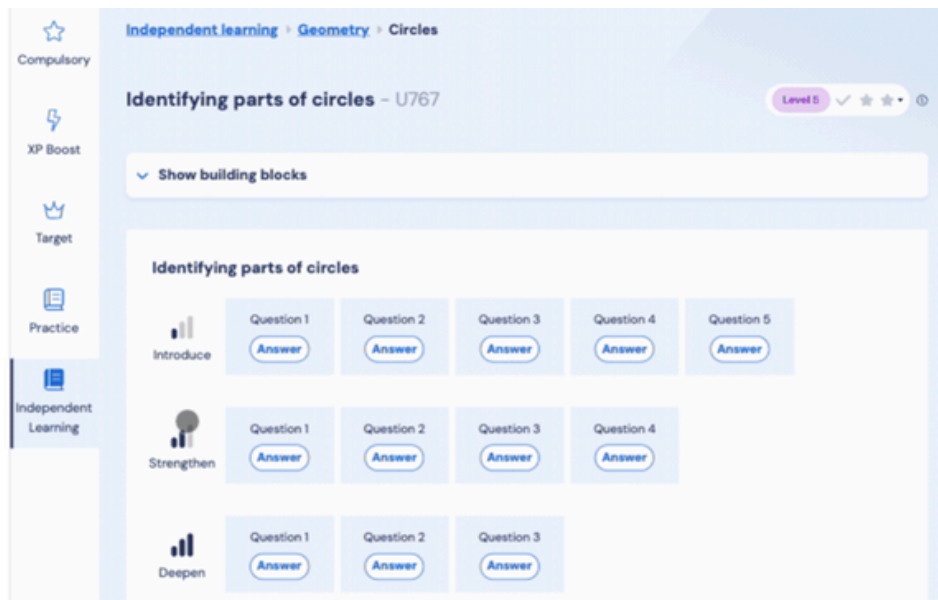 Compulsory
XP Boost
Target
Practice
Independent
Learning
Independent learning › Geometry › Circles
Identifying parts of circles – U767
Level 5
Show building blocks
Identifying parts of circles
Introduce
Question 1 Question 2 Question 3 Question 4 Question 5
Answer Answer Answer Answer Answer
Strengthen
Question 1 Question 2 Question 3 Question 4
Answer Answer Answer Answer
Deepen
Question 1 Question 2 Question 3
Answer Answer Answer